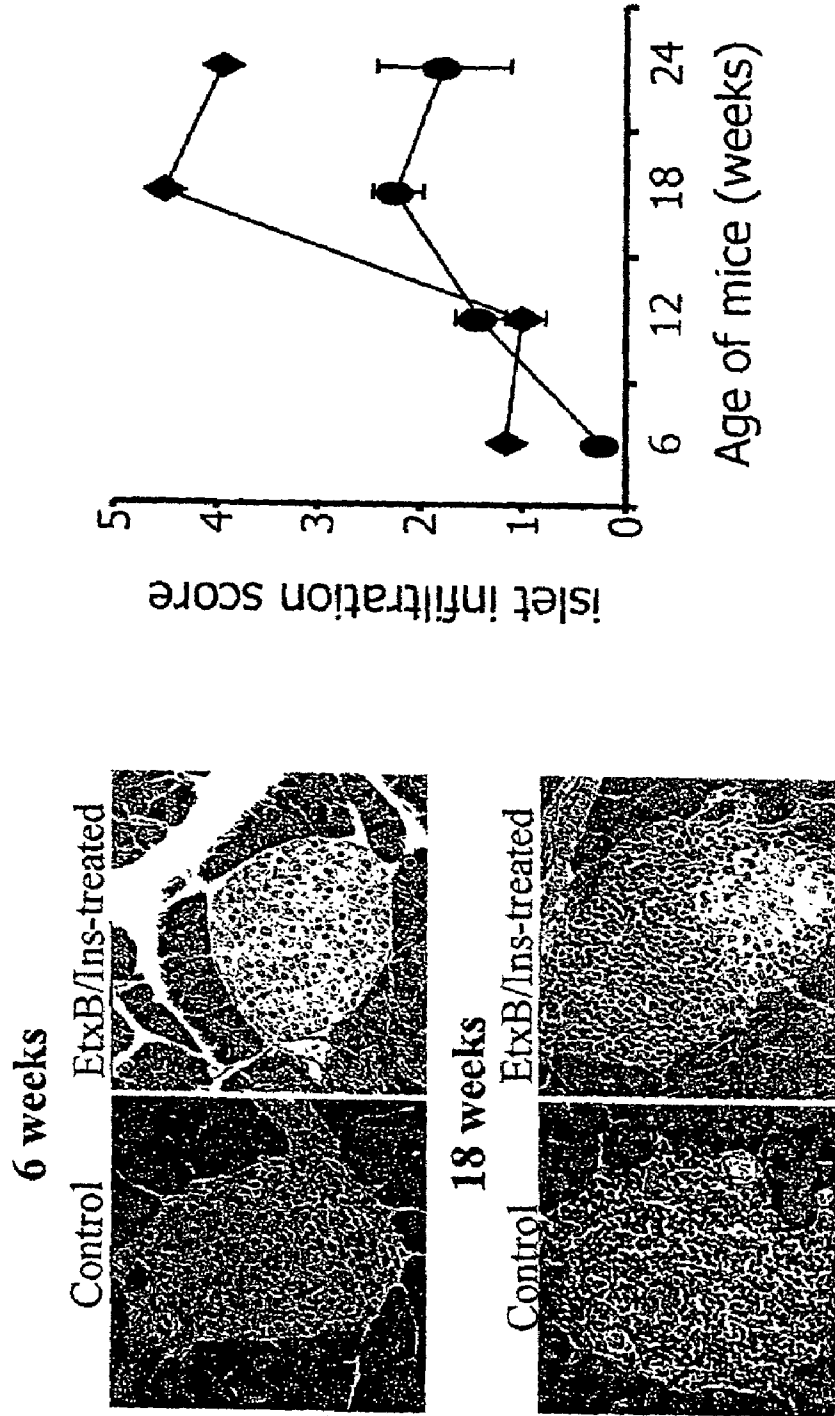 6 weeks
Control EtxB/Ins-treated
18 weeks
Control EtxB/Ins-treated
islet infiltration score
5
4
3
2
1
0
6 12 18 24
Age of mice (weeks)